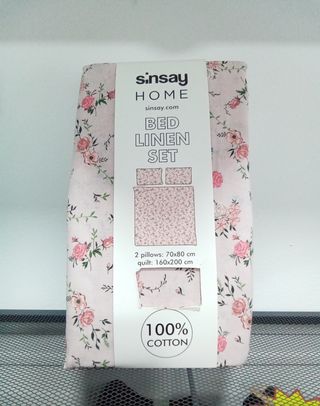 sinsay
HOME
sinsay.com
BED
LINEN
SET
2 pillows: 70x80 cm
quilt: 160x200 cm
100%
COTTON